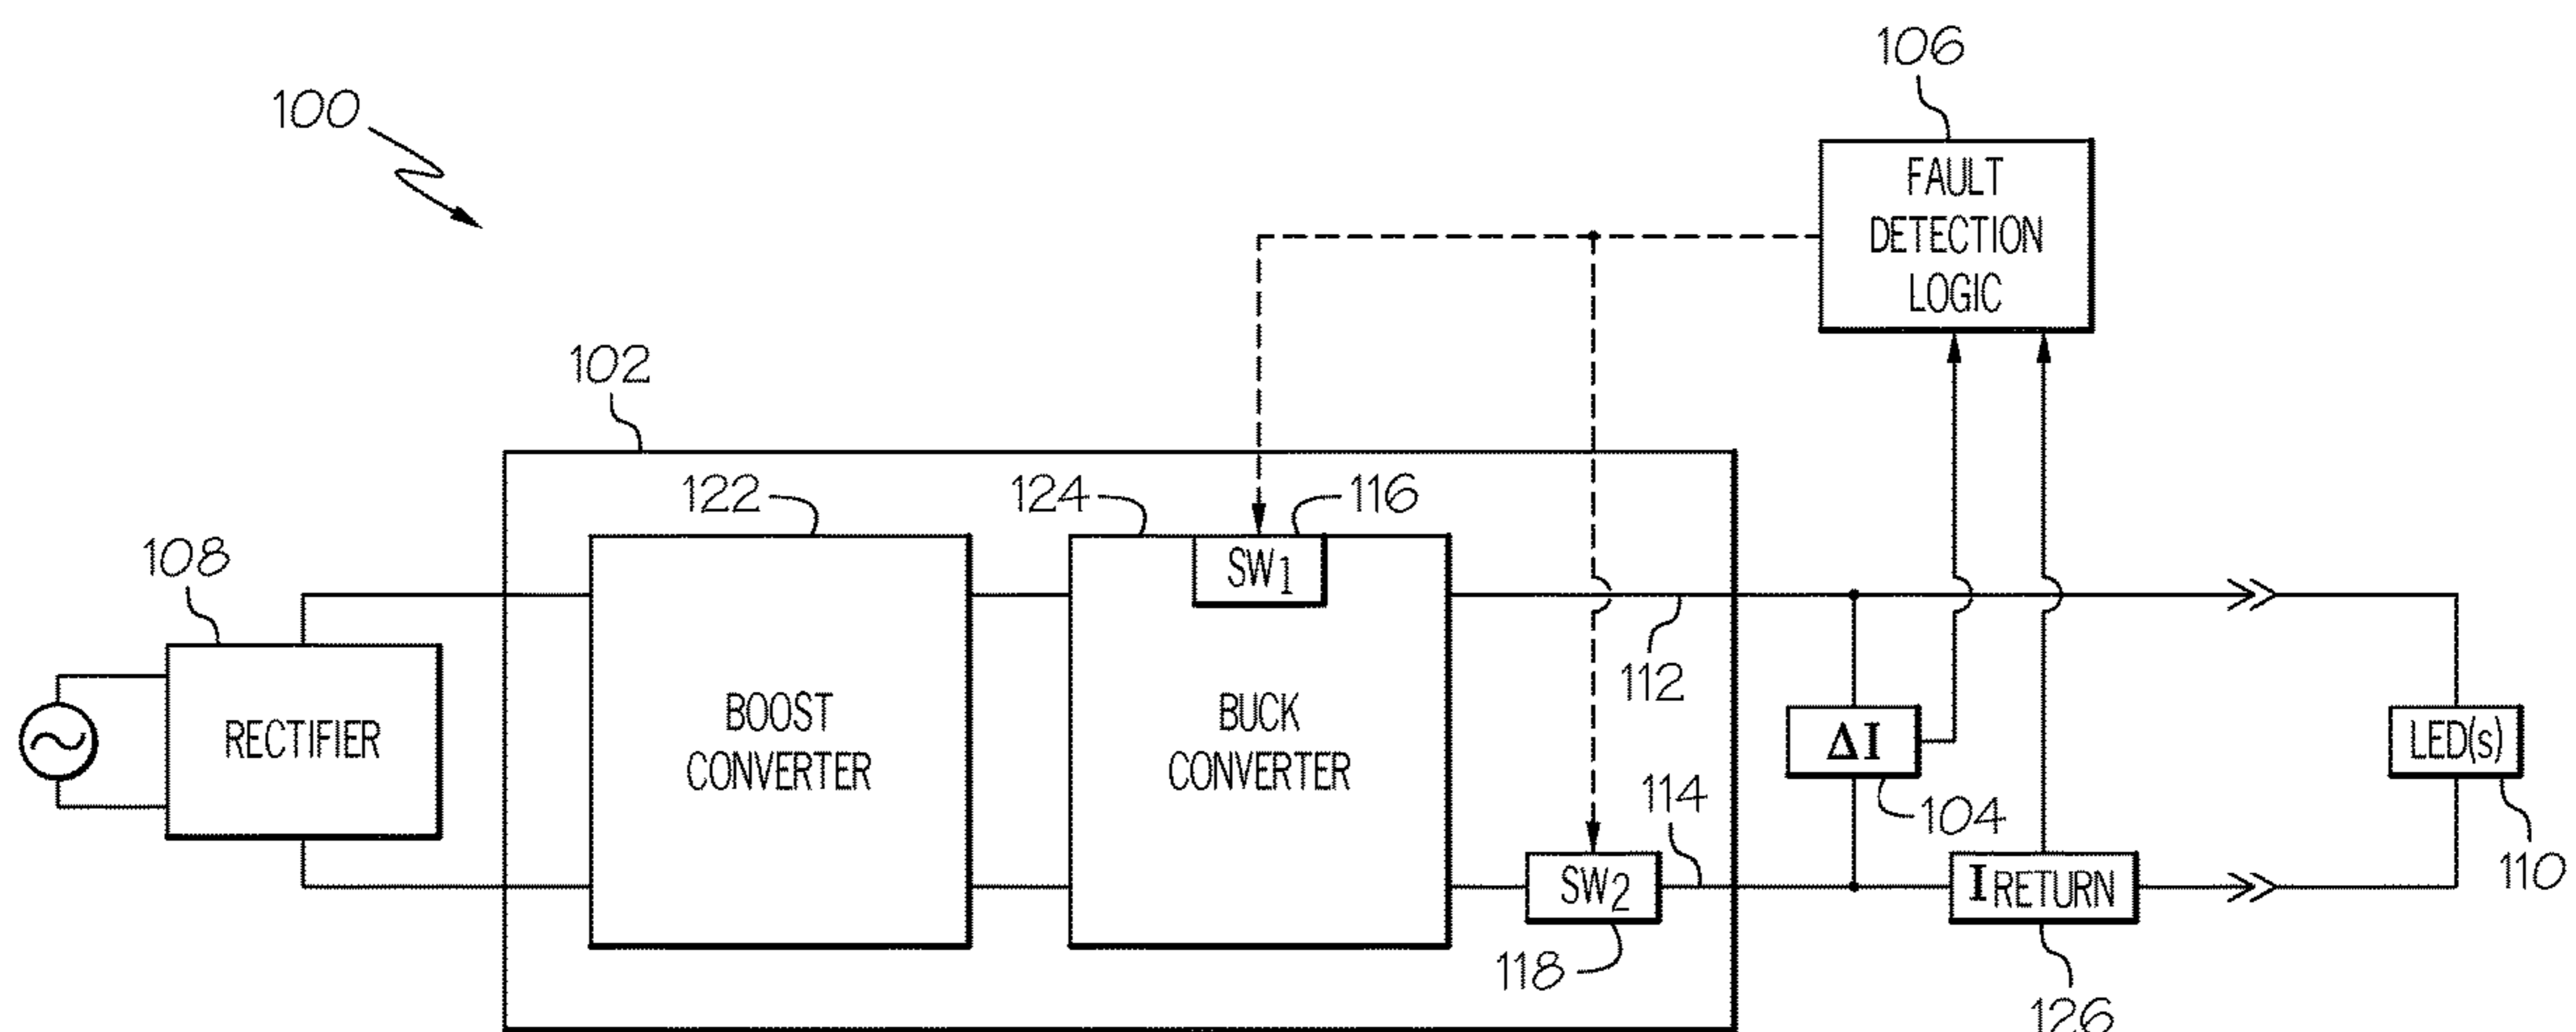 106
100
FAULT
DETECTION
LOGIC
102
122
124
116
SW1
108
112
RECTIFIER
BOOST
CONVERTER
BUCK
CONVERTER
ΔI
LED(s)
114
104
110
SW2
I RETURN
118
126